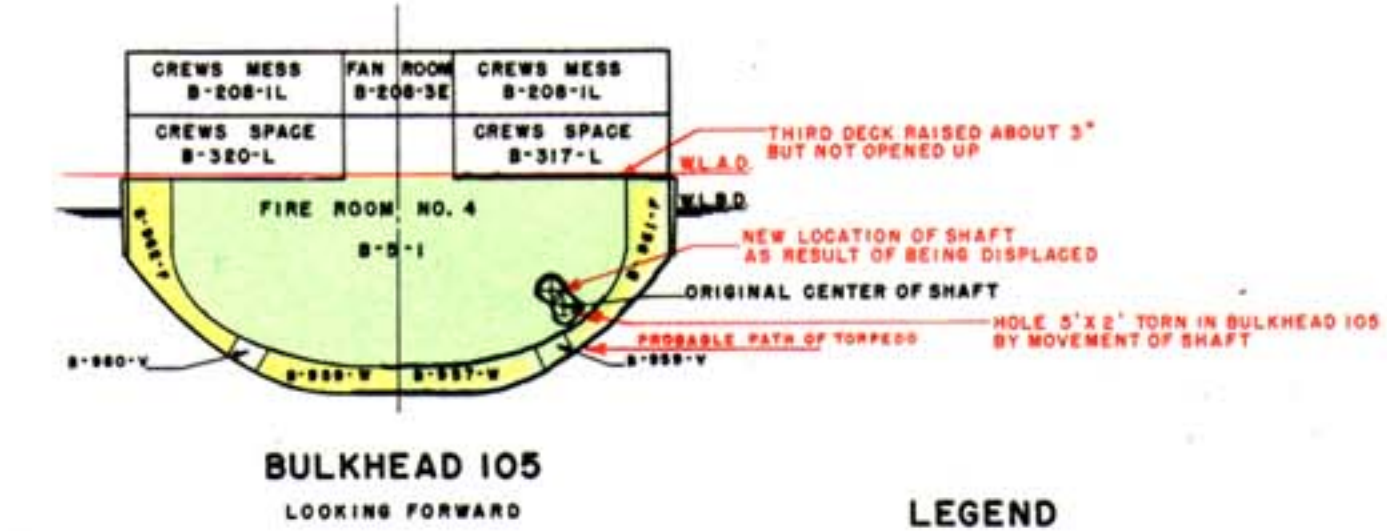 CREWS MESS
B-208-1L
FAN ROOM
B-208-3E
CREWS MESS
B-208-1L
CREWS SPACE
B-320-L
CREWS SPACE
B-317-L
THIRD DECK RAISED ABOUT 3"
BUT NOT OPENED UP
W.L.A.D.
W.L.B.D.
FIRE ROOM NO. 4
B-5-1
B-962-F
B-961-F
NEW LOCATION OF SHAFT
AS RESULT OF BEING DISPLACED
ORIGINAL CENTER OF SHAFT
HOLE 5'X 2' TORN IN BULKHEAD 105
BY MOVEMENT OF SHAFT
PROBABLE PATH OF TORPEDO
B-960-V
B-959-V
BULKHEAD 105
LOOKING FORWARD
LEGEND